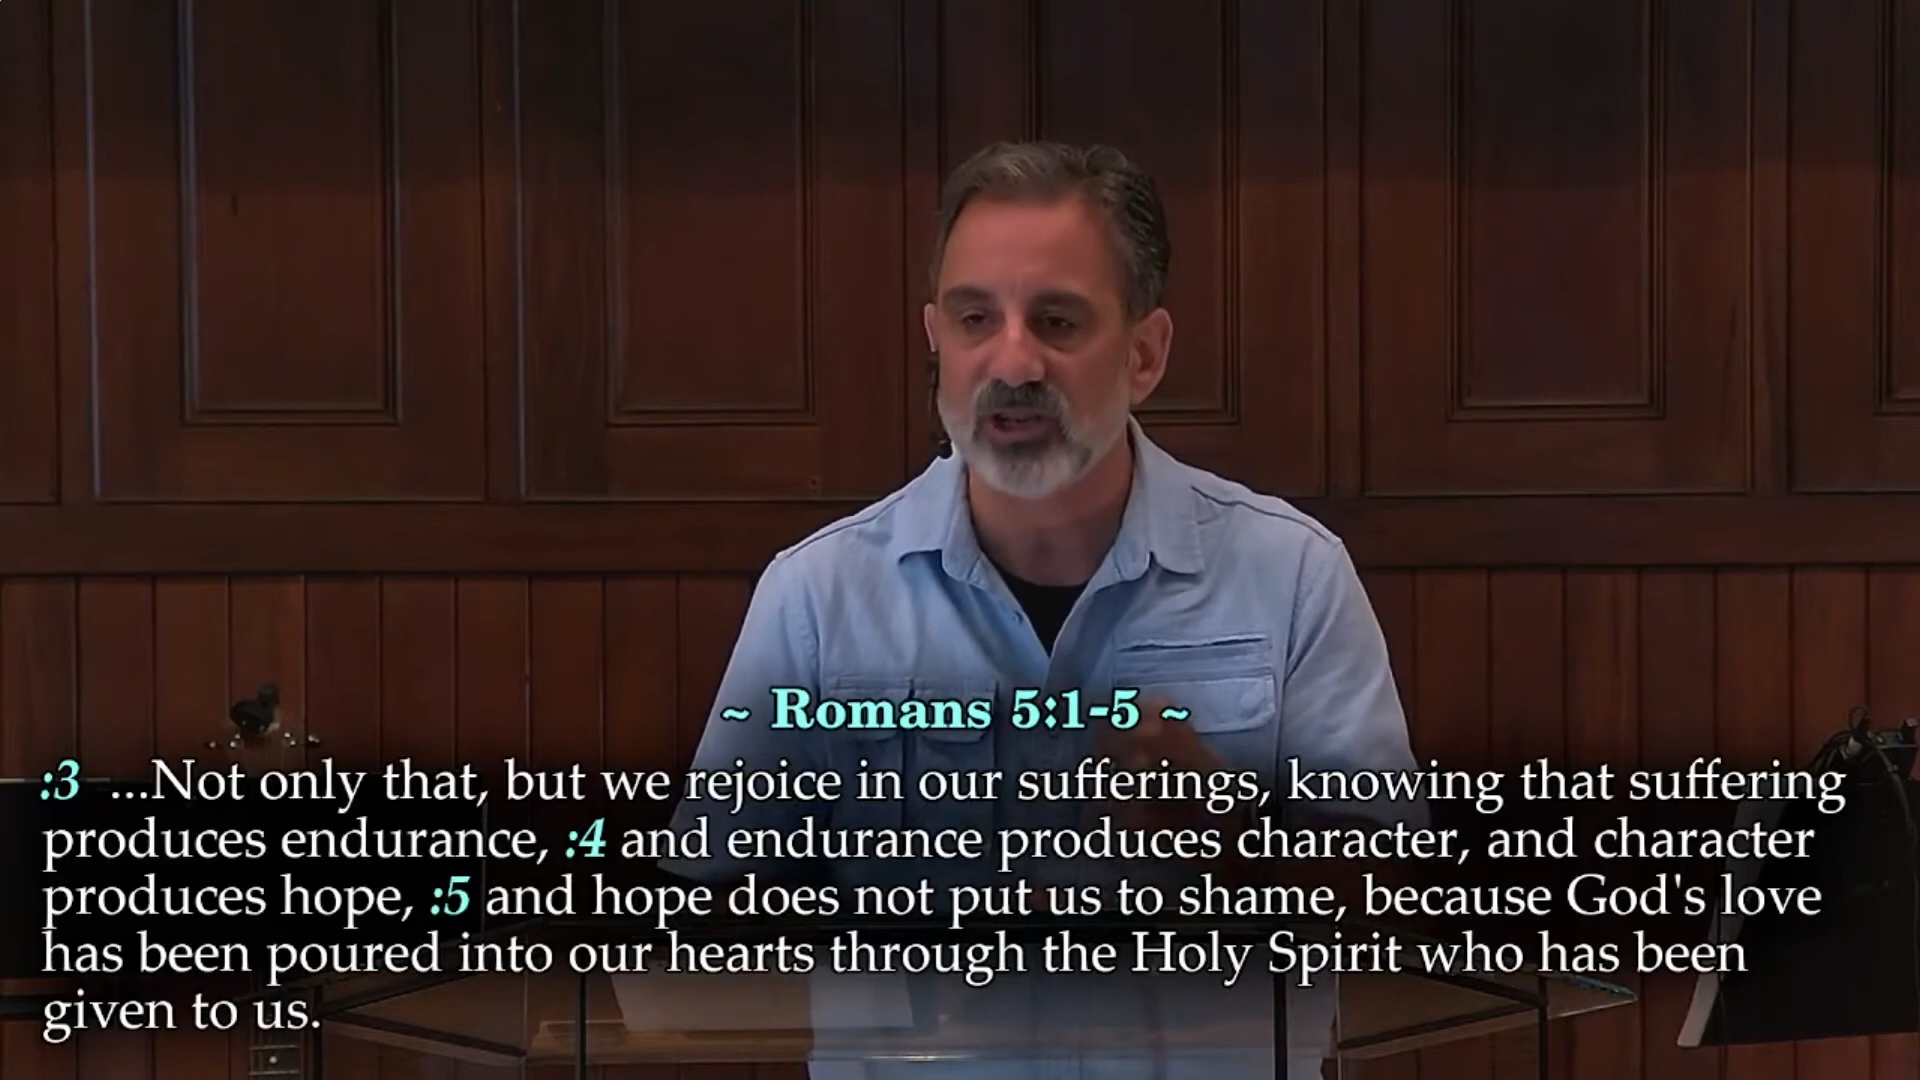 ~ Romans 5:1-5 ~
:3 ...Not only that, but we rejoice in our sufferings, knowing that suffering
produces endurance, :4 and endurance produces character, and character
produces hope, :5 and hope does not put us to shame, because God's love
has been poured into our hearts through the Holy Spirit who has been
given to us.